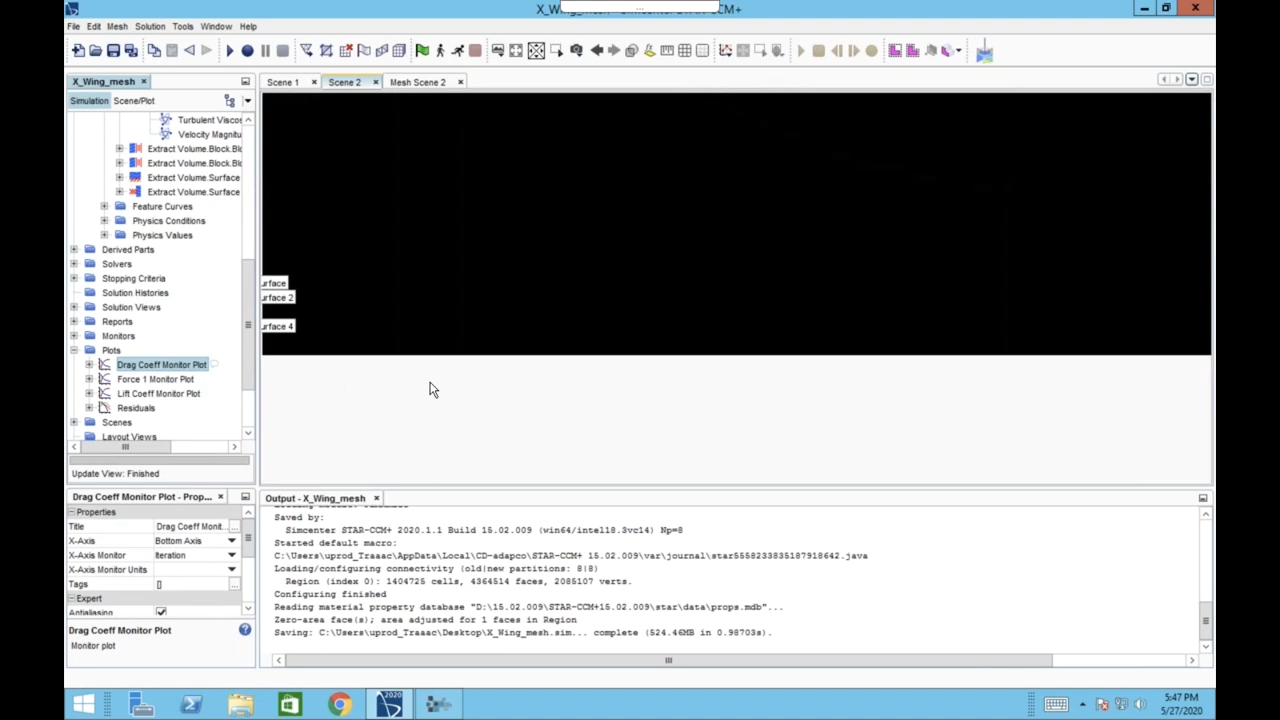 X_Wing_mesh
...
CCM+
File Edit Mesh Solution Tools Window Help
X_Wing_mesh
Simulation Scene/Plot
Turbulent Viscos
Velocity Magnitu
Extract Volume.Block.Blo
Extract Volume.Block.Blo
Extract Volume.Surface
Extract Volume.Surface
Feature Curves
Physics Conditions
Physics Values
Derived Parts
Solvers
Stopping Criteria
Solution Histories
Solution Views
Reports
Monitors
Plots
Drag Coeff Monitor Plot
Force 1 Monitor Plot
Lift Coeff Monitor Plot
Residuals
Scenes
Layout Views
Update View: Finished
Drag Coeff Monitor Plot - Prop...
Properties
Title Drag Coeff Monit... ...
X-Axis Bottom Axis
X-Axis Monitor Iteration
X-Axis Monitor Units
Tags [] ...
Expert
Antialiasing
Drag Coeff Monitor Plot
Monitor plot
Scene 1 Scene 2 Mesh Scene 2
urface
urface 2
urface 4
Output - X_Wing_mesh
Saved by:
Simcenter STAR-CCM+ 2020.1.1 Build 15.02.009 (win64/intel18.3vc14) Np=8
Started default macro:
C:\Users\uprod_Traaac\AppData\Local\CD-adapco\STAR-CCM+ 15.02.009\var\journal\star5558233835187918642.java
Loading/configuring connectivity (old|new partitions: 8|8)
Region (index 0): 1404725 cells, 4364514 faces, 2085107 verts.
Configuring finished
Reading material property database "D:\15.02.009\STAR-CCM+15.02.009\star\data\props.mdb"...
Zero-area face(s); area adjusted for 1 faces in Region
Saving: C:\Users\uprod_Traaac\Desktop\X_Wing_mesh.sim... complete (524.46MB in 0.98703s).
2020
5:47 PM
5/27/2020